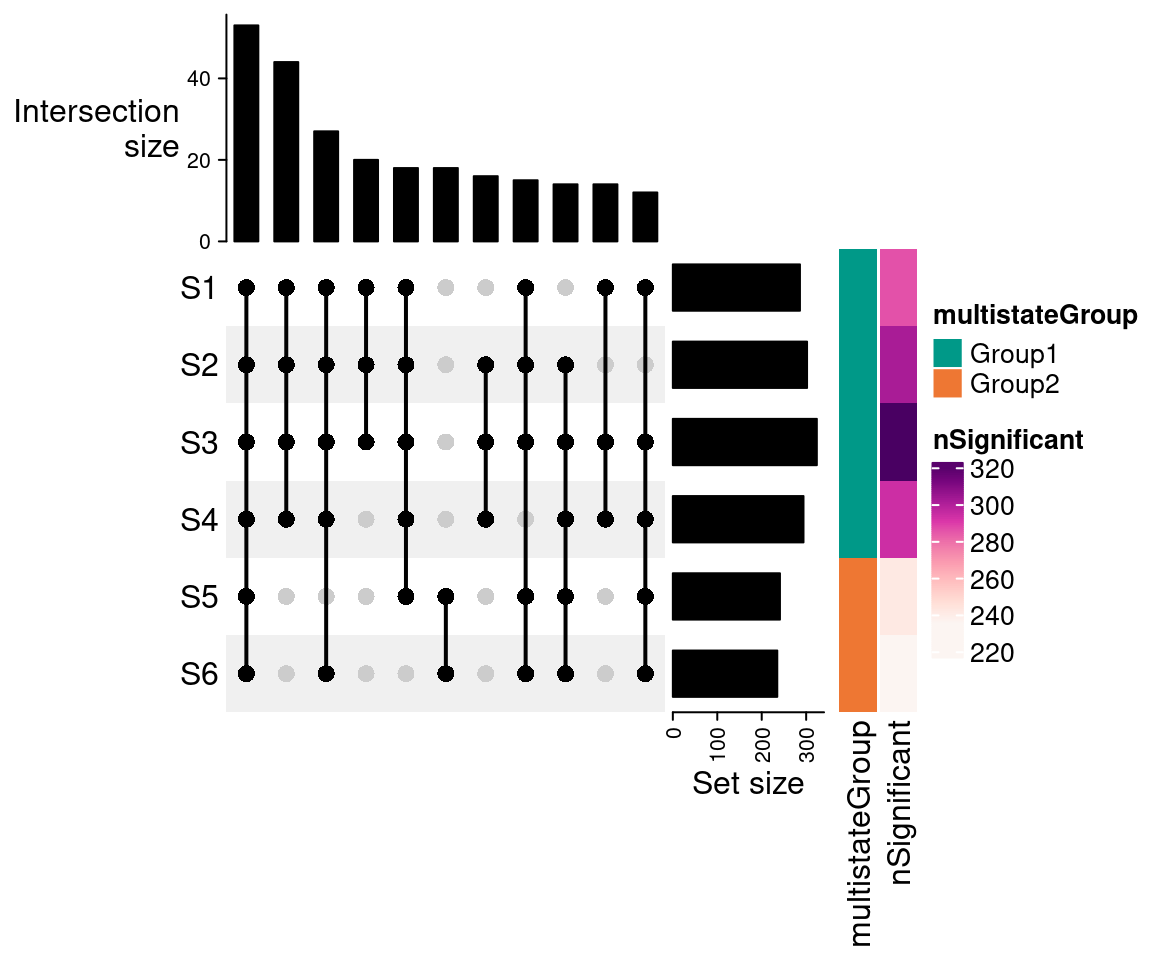 Intersection
size
40
20
0
S1
S2
S3
S4
S5
S6
0
100
200
300
Set size
multistateGroup
nSignificant
multistateGroup
Group1
Group2
nSignificant
320
300
280
260
240
220